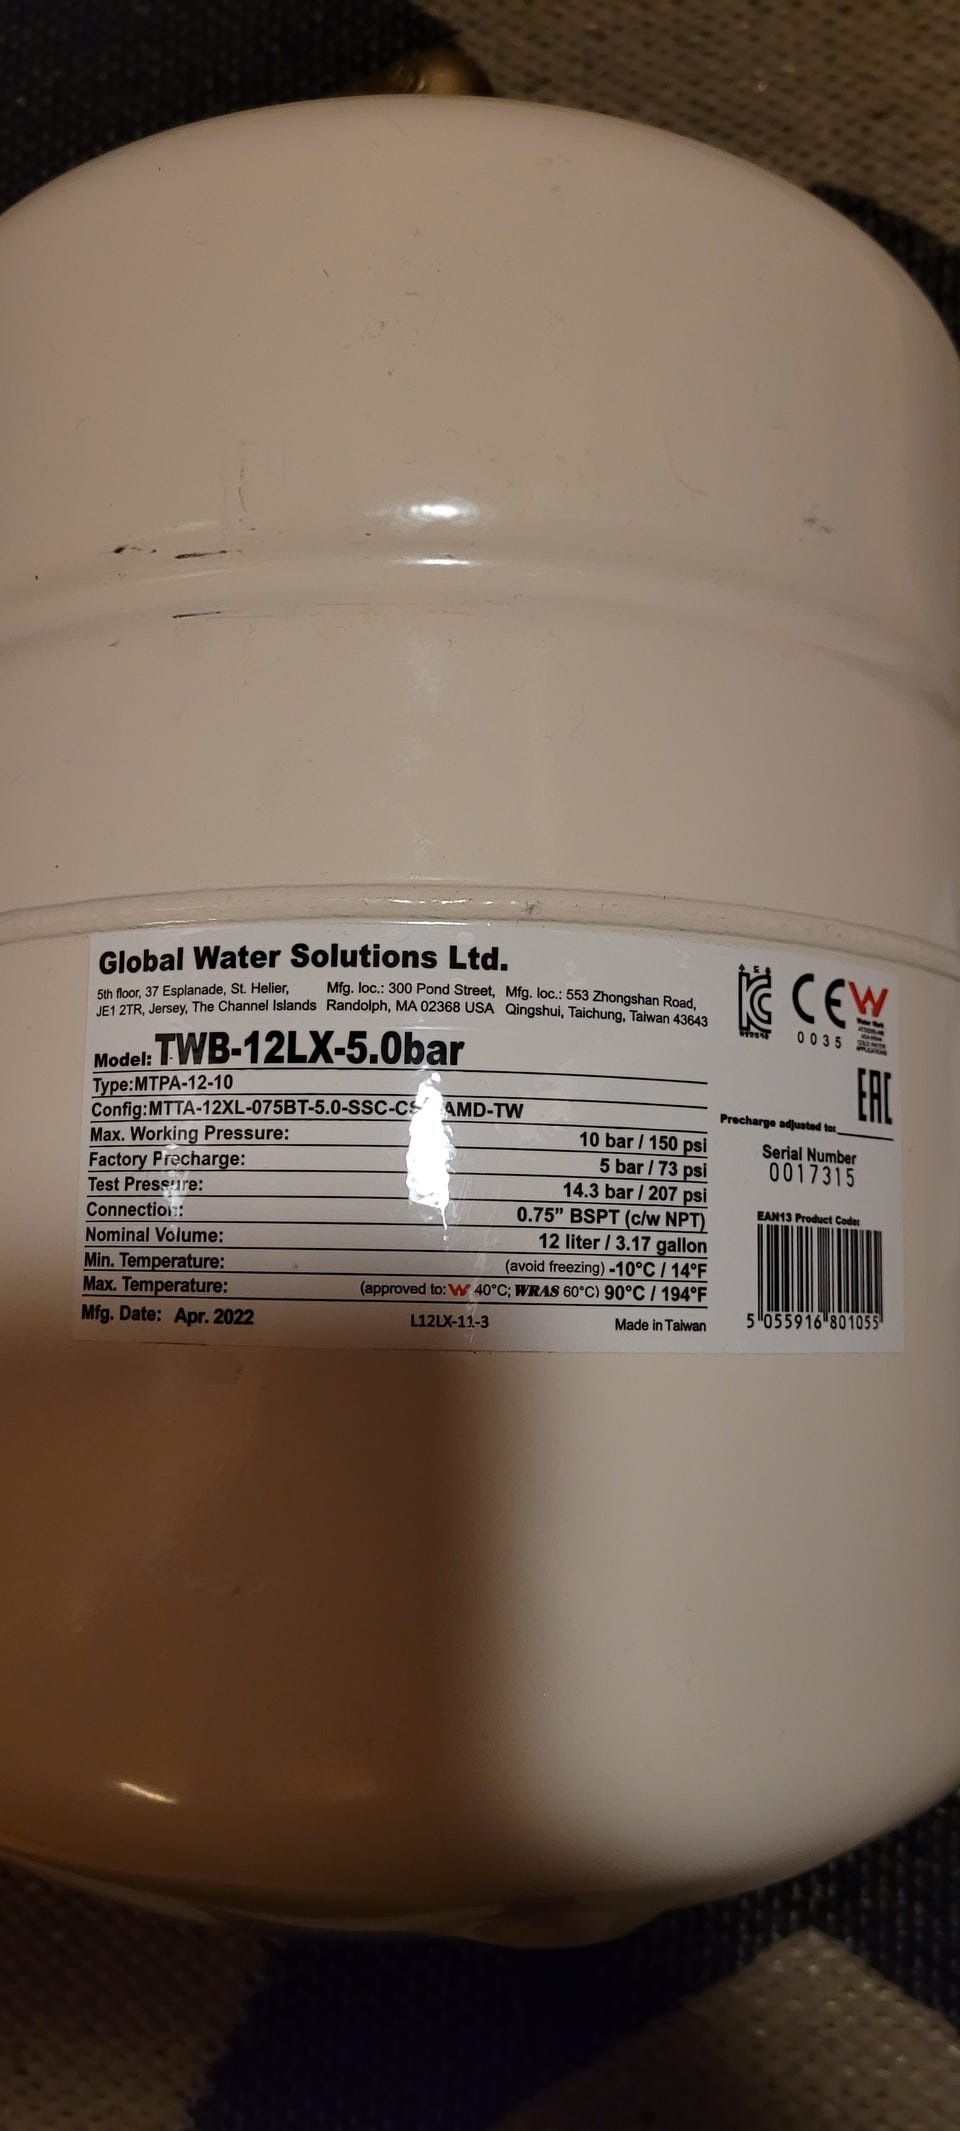 Global Water Solutions Ltd.
5th floor, 37 Esplanade, St. Helier,
JE1 2TR, Jersey, The Channel Islands
Mfg. loc.: 300 Pond Street,
Randolph, MA 02368 USA
Mfg. loc.: 553 Zhongshan Road,
Qingshui, Taichung, Taiwan 43643
Model: TWB-12LX-5.0bar
Type:MTPA-12-10
Config:MTTA-12XL-075BT-5.0-SSC- AMD-TW
Max. Working Pressure: 10 bar / 150 psi
Factory Precharge: 5 bar / 73 psi
Test Pressure: 14.3 bar / 207 psi
Connection: 0.75” BSPT (c/w NPT)
Nominal Volume: 12 liter / 3.17 gallon
Min. Temperature: (avoid freezing) -10°C / 14°F
Max. Temperature: (approved to: W 40°C; WRAS 60°C) 90°C / 194°F
Mfg. Date: Apr. 2022 L12LX-11-3 Made in Taiwan
KC CE W
0035
EAC
Precharge adjusted to:
Serial Number
0017315
EAN13 Product Code:
5 055916 801055